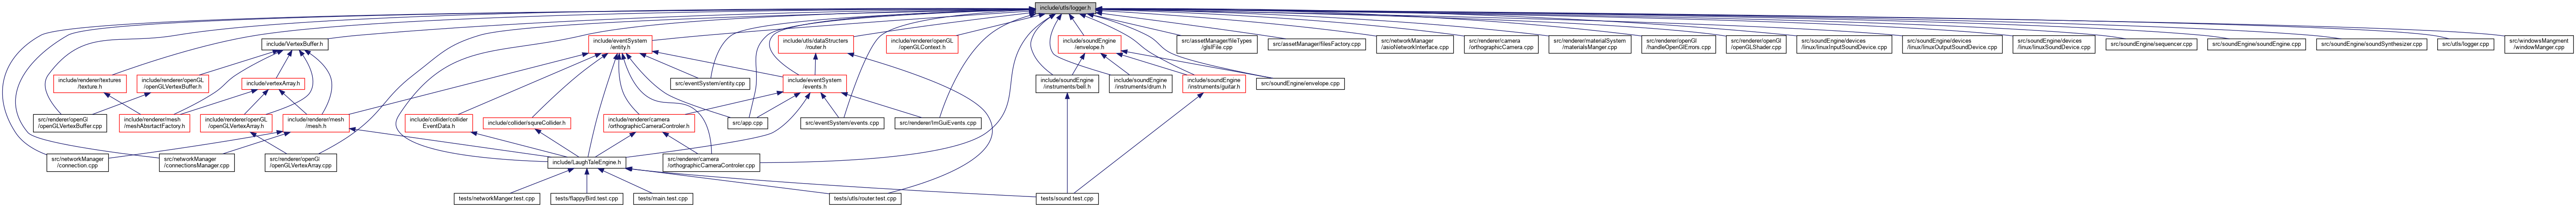 include/utls/logger.h
include/VertexBuffer.h
include/eventSystem
/entity.h
include/utls/dataStructers
/router.h
include/renderer/openGL
/openGLContext.h
include/soundEngine
/envelope.h
src/assetManager/fileTypes
/glslFile.cpp
src/assetManager/filesFactory.cpp
src/networkManager
/asioNetworkInterface.cpp
src/renderer/camera
/orthographicCamera.cpp
src/renderer/materialSystem
/materialsManger.cpp
src/renderer/openGl
/handleOpenGlErrors.cpp
src/renderer/openGl
/openGLShader.cpp
src/soundEngine/devices
/linux/linuxInputSoundDevice.cpp
src/soundEngine/devices
/linux/linuxOutputSoundDevice.cpp
src/soundEngine/devices
/linux/linuxSoundDevice.cpp
src/soundEngine/sequencer.cpp
src/soundEngine/soundEngine.cpp
src/soundEngine/soundSynthesizer.cpp
src/utls/logger.cpp
src/windowsMangment
/windowManger.cpp
include/renderer/textures
/texture.h
include/renderer/openGL
/openGLVertexBuffer.h
include/vertexArray.h
src/eventSystem/entity.cpp
include/eventSystem
/events.h
include/soundEngine
/instruments/bell.h
include/soundEngine
/instruments/drum.h
include/soundEngine
/instruments/guitar.h
src/soundEngine/envelope.cpp
src/renderer/openGl
/openGLVertexBuffer.cpp
include/renderer/mesh
/meshAbsrtactFactory.h
include/renderer/openGL
/openGLVertexArray.h
include/renderer/mesh
/mesh.h
include/collider/collider
EventData.h
include/collider/squreCollider.h
include/renderer/camera
/orthographicCameraControler.h
src/app.cpp
src/eventSystem/events.cpp
src/renderer/ImGuiEvents.cpp
src/networkManager
/connection.cpp
src/networkManager
/connectionsManager.cpp
src/renderer/openGl
/openGLVertexArray.cpp
include/LaughTaleEngine.h
src/renderer/camera
/orthographicCameraControler.cpp
tests/networkManger.test.cpp
tests/flappyBird.test.cpp
tests/main.test.cpp
tests/utls/router.test.cpp
tests/sound.test.cpp